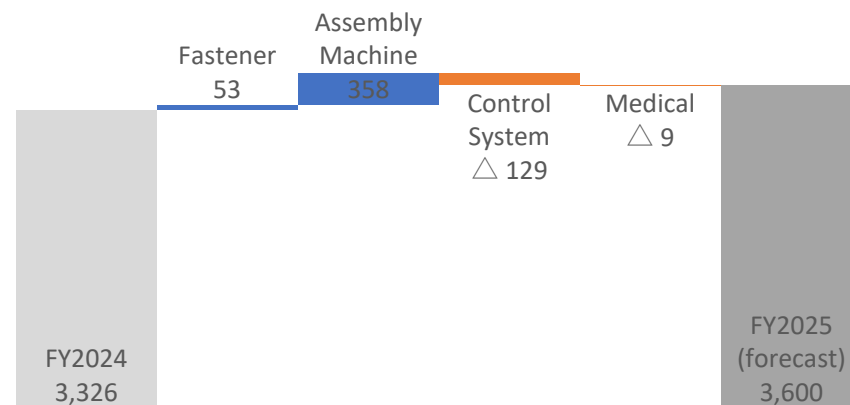 Fastener
53
Assembly
Machine
358
Control
System
△ 129
Medical
△ 9
FY2024
3,326
FY2025
(forecast)
3,600